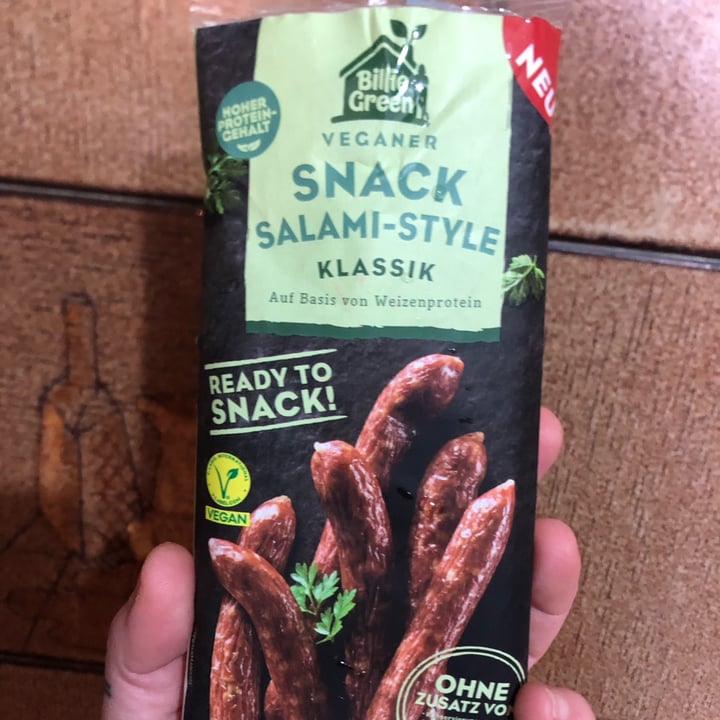 Billie
Green
NEU
HOHER
PROTEIN-
GEHALT
VEGANER
SNACK
SALAMI-STYLE
KLASSIK
Auf Basis von Weizenprotein
READY TO
SNACK!
VEGAN
OHNE
ZUSATZ VON